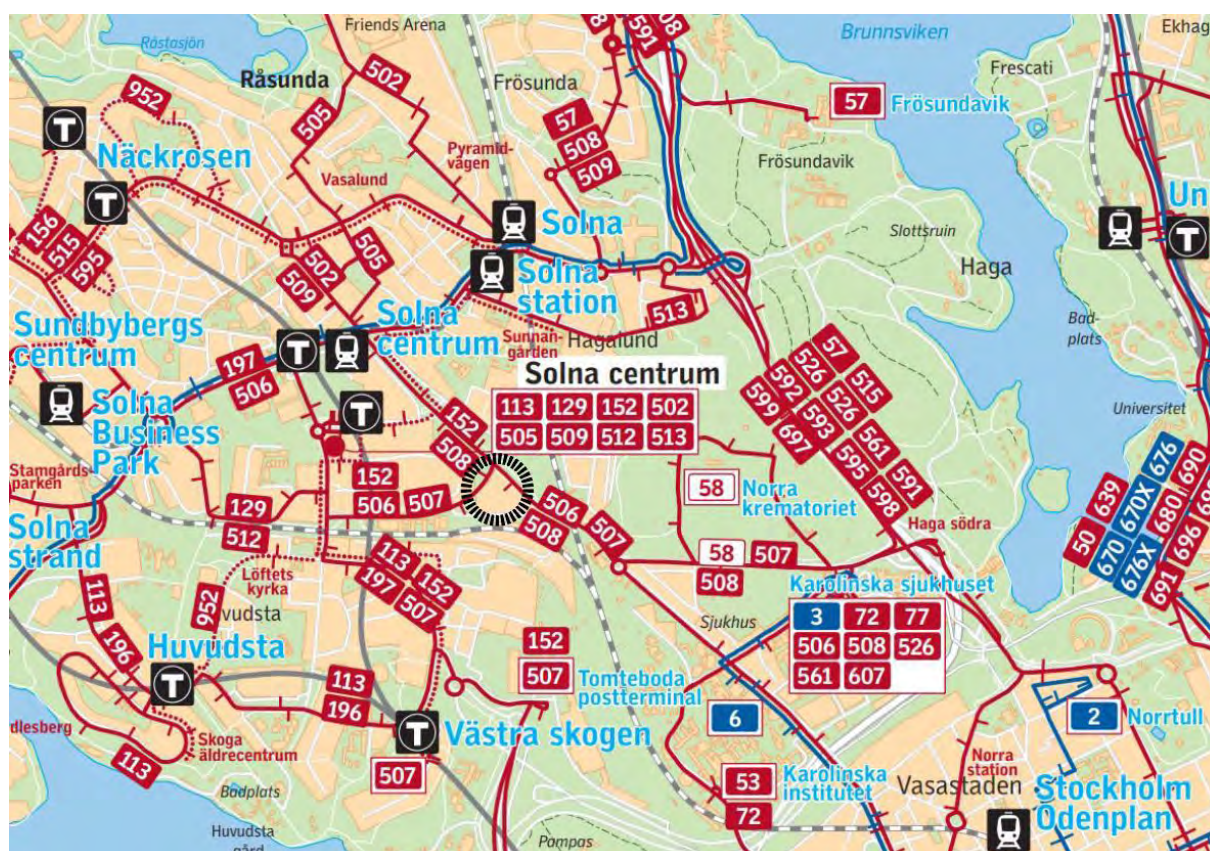 Friends Arena
Råstasjön
Råsunda
502
505
952
Näckrosen
Vasalund
Pyramid-
vägen
Frösunda
591
57
508
509
Brunnsviken
57
Frösundavik
Frösundavik
Frescati
Ekhag
Un
Slottsruin
Haga
Bad-
plats
Universitet
156
515
595
502
509
505
Solna
Solna
station
513
Sundbybergs
centrum
Solna
centrum
Sunnan-
gården
Hagalund
197
506
Solna
Business
Park
Stamgårds-
parken
Solna
strand
152
508
Solna centrum
113 129 152 502
505 509 512 513
57
526
592
599
515
526
593
697
561
595
591
598
58
Norra
krematoriet
Haga södra
152
506 507
129
512
506
508
507
58 507
508
113
197
152
507
Löftets
kyrka
952
vudsta
113
196
Huvudsta
113
196
dlesberg
113
Skoga
äldrecentrum
Badplats
Huvudsta
gård
Västra skogen
507
152
507
Tomteboda
postterminal
Sjukhus
Karolinska sjukhuset
3 72 77
506 508 526
561 607
6
2
Norrtull
53
72
Karolinska
institutet
Norra
station
Vasastaden
Stockholm
Odenplan
Pampas
50
639
670
670X
676
676X
680
690
691
696